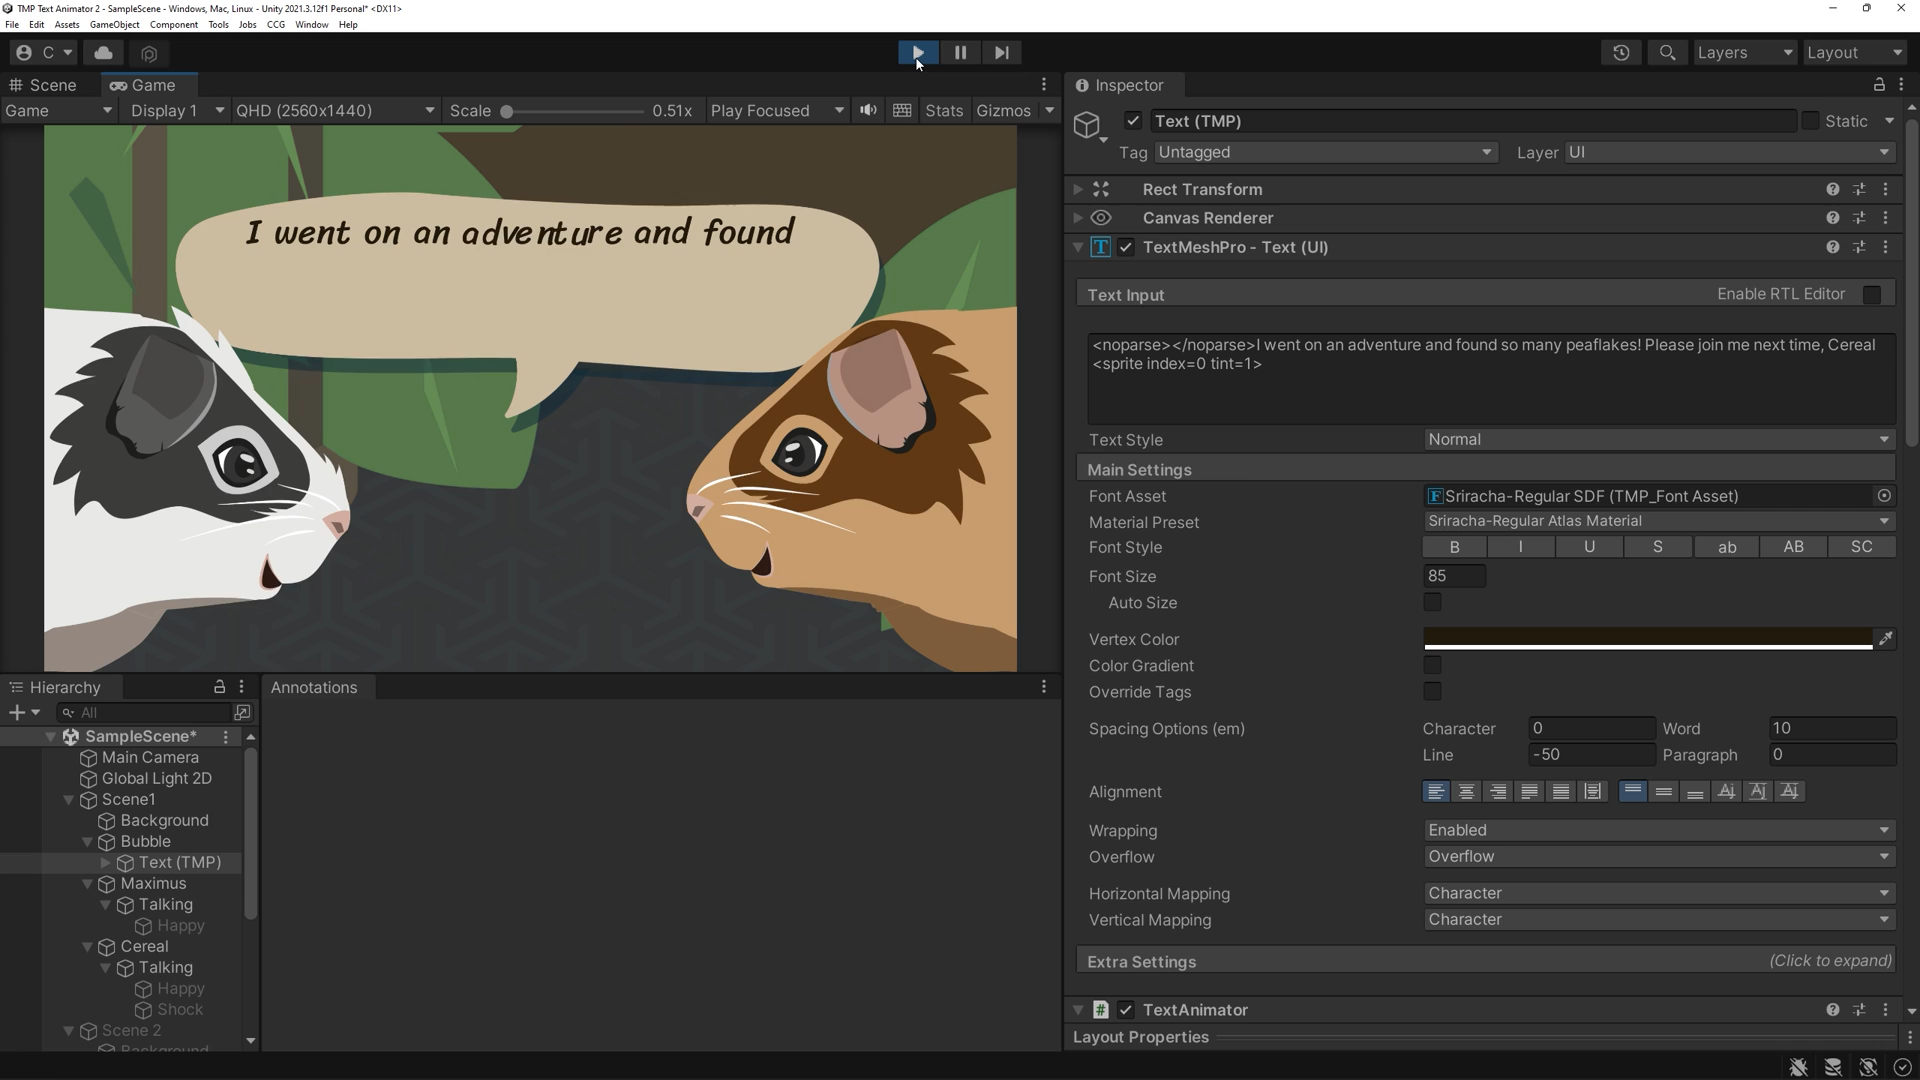 TMP Text Animator 2 - SampleScene - Windows, Mac, Linux - Unity 2021.3.12f1 Personal* <DX11>
File Edit Assets GameObject Component Tools Jobs CCG Window Help
C Layers Layout
Scene Game
Game Display 1 QHD (2560x1440) Scale 0.51x Play Focused Stats Gizmos
I went on an adventure and found
Hierarchy
All
SampleScene*
Main Camera
Global Light 2D
Scene1
Background
Bubble
Text (TMP)
Maximus
Talking
Happy
Cereal
Talking
Happy
Shock
Scene 2
Background
Annotations
Inspector
Text (TMP) Static
Tag Untagged Layer UI
Rect Transform
Canvas Renderer
TextMeshPro - Text (UI)
Text Input Enable RTL Editor
<noparse></noparse>I went on an adventure and found so many peaflakes! Please join me next time, Cereal
<sprite index=0 tint=1>
Text Style Normal
Main Settings
Font Asset Sriracha-Regular SDF (TMP_Font Asset)
Material Preset Sriracha-Regular Atlas Material
Font Style B I U S ab AB SC
Font Size 85
Auto Size
Vertex Color
Color Gradient
Override Tags
Spacing Options (em) Character 0 Word 10
Line -50 Paragraph 0
Alignment
Wrapping Enabled
Overflow Overflow
Horizontal Mapping Character
Vertical Mapping Character
Extra Settings (Click to expand)
TextAnimator
Layout Properties